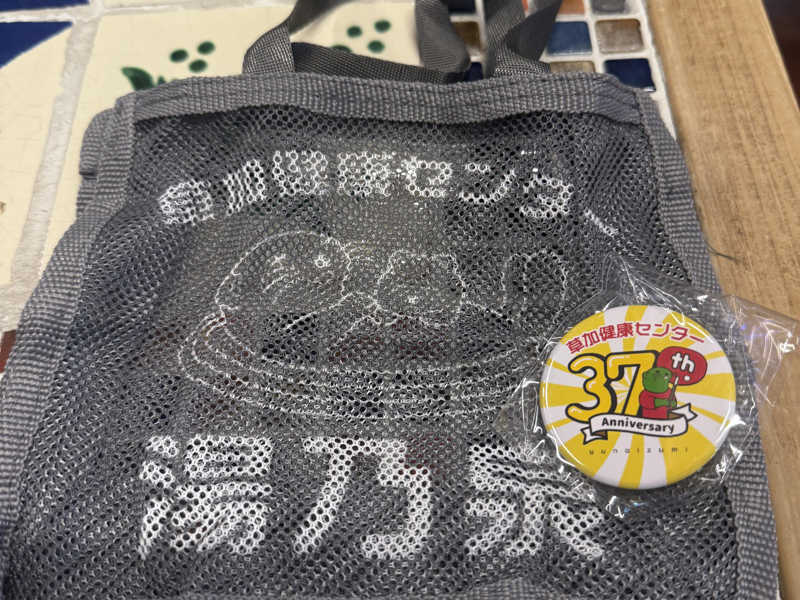 草加健康センター
湯乃泉
草加健康センター
37th
Anniversary
yunoizumi